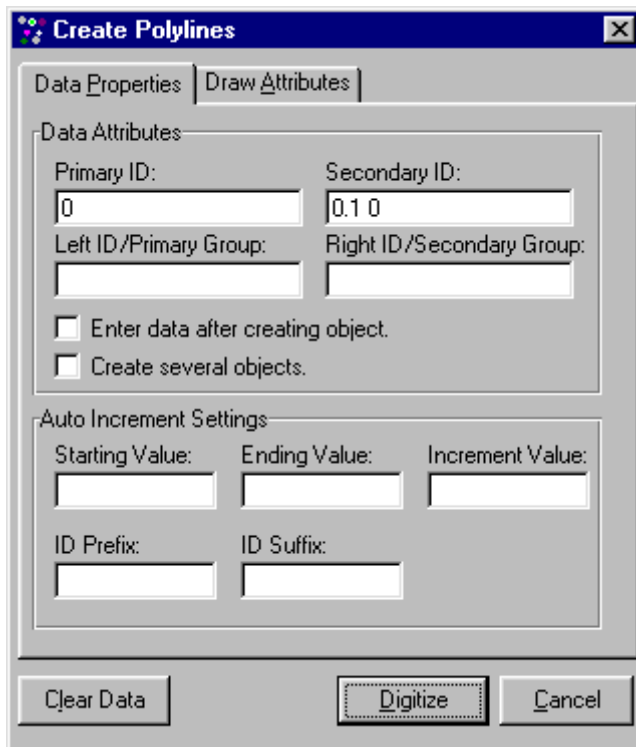 Create Polylines
Data Properties Draw Attributes
Data Attributes
Primary ID: Secondary ID:
0 0.1 0
Left ID/Primary Group: Right ID/Secondary Group:
Enter data after creating object.
Create several objects.
Auto Increment Settings
Starting Value: Ending Value: Increment Value:
ID Prefix: ID Suffix:
Clear Data Digitize Cancel